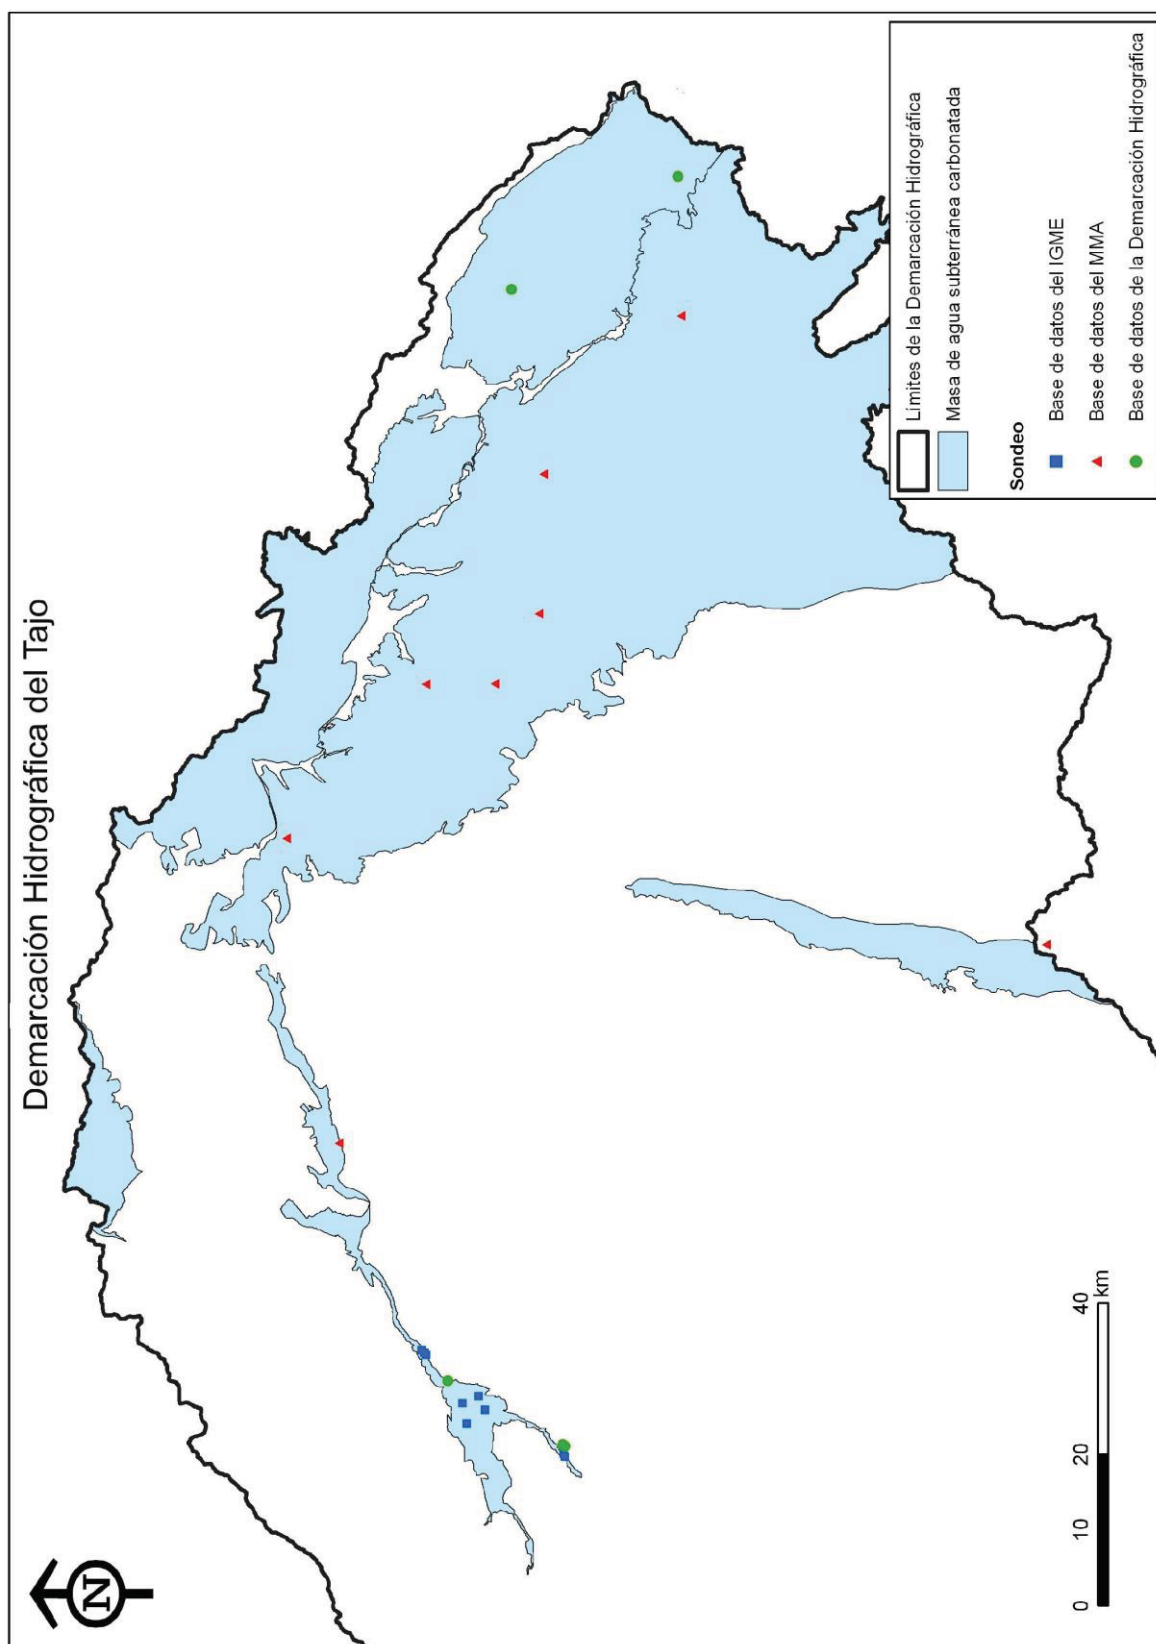 Demarcación Hidrográfica del Tajo
N
Límites de la Demarcación Hidrográfica
Masa de agua subterránea carbonatada
Sondeo
Base de datos del IGME
Base de datos del MMA
Base de datos de la Demarcación Hidrográfica
0 10 20 40
km